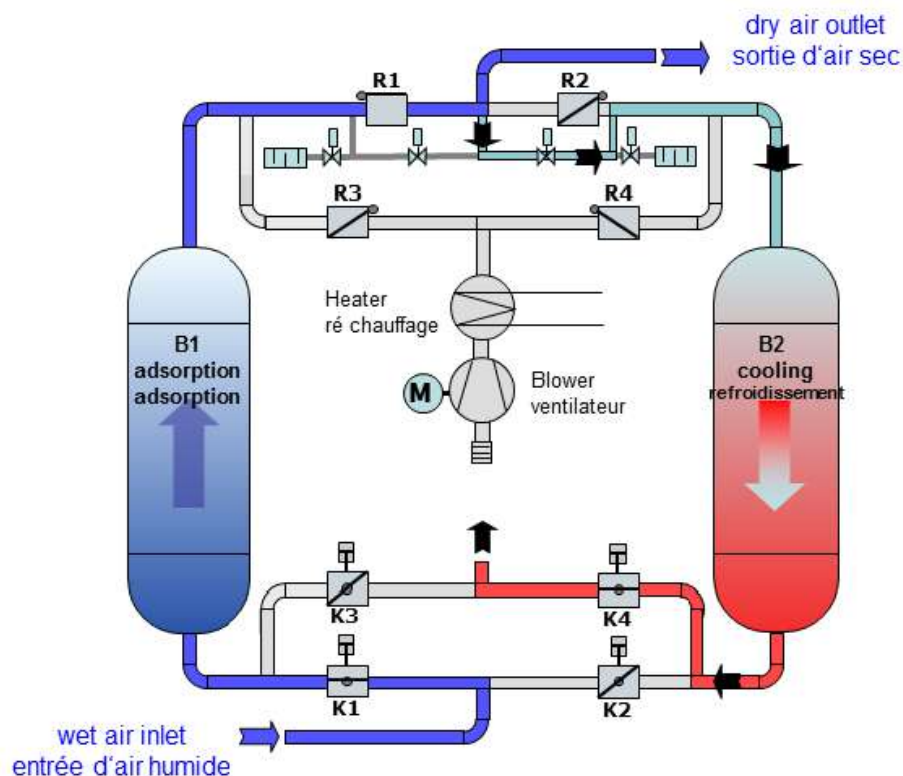 dry air outlet
sortie d'air sec
R1
R2
R3
R4
Heater
ré chauffage
B1
adsorption
adsorption
B2
cooling
refroidissement
M
Blower
ventilateur
K3
K4
K1
K2
wet air inlet
entrée d'air humide